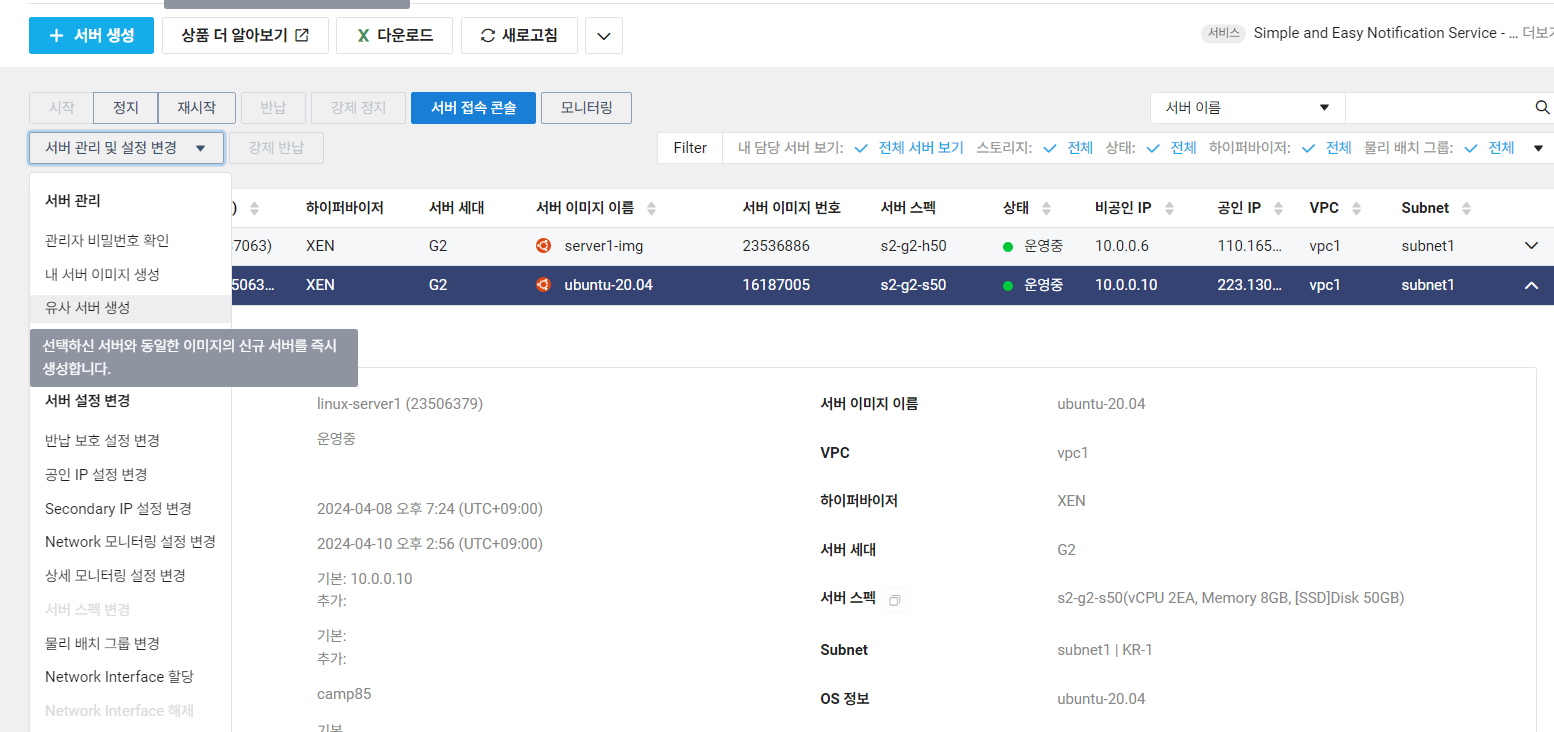 서버 생성
상품 더 알아보기
X 다운로드
새로고침
서비스 Simple and Easy Notification Service - ... 더보기
시작
정지
재시작
반납
강제 정지
서버 접속 콘솔
모니터링
서버 이름
서버 관리 및 설정 변경
강제 반납
Filter 내 담당 서버 보기: 전체 서버 보기 스토리지: 전체 상태: 전체 하이퍼바이저: 전체 물리 배치 그룹: 전체
) 하이퍼바이저 서버 세대 서버 이미지 이름 서버 이미지 번호 서버 스펙 상태 비공인 IP 공인 IP VPC Subnet
7063) XEN G2 server1-img 23536886 s2-g2-h50 운영중 10.0.0.6 110.165... vpc1 subnet1
5063... XEN G2 ubuntu-20.04 16187005 s2-g2-s50 운영중 10.0.0.10 223.130... vpc1 subnet1
서버 관리
관리자 비밀번호 확인
내 서버 이미지 생성
유사 서버 생성
선택하신 서버와 동일한 이미지의 신규 서버를 즉시
생성합니다.
서버 설정 변경
반납 보호 설정 변경
공인 IP 설정 변경
Secondary IP 설정 변경
Network 모니터링 설정 변경
상세 모니터링 설정 변경
서버 스펙 변경
물리 배치 그룹 변경
Network Interface 할당
Network Interface 해제
linux-server1 (23506379)
운영중
2024-04-08 오후 7:24 (UTC+09:00)
2024-04-10 오후 2:56 (UTC+09:00)
기본: 10.0.0.10
추가:
기본:
추가:
camp85
서버 이미지 이름 ubuntu-20.04
VPC vpc1
하이퍼바이저 XEN
서버 세대 G2
서버 스펙 s2-g2-s50(vCPU 2EA, Memory 8GB, [SSD]Disk 50GB)
Subnet subnet1 | KR-1
OS 정보 ubuntu-20.04